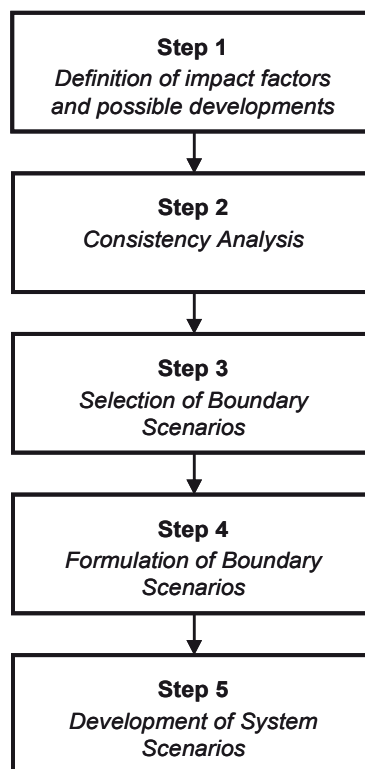 Step 1
Definition of impact factors
and possible developments
Step 2
Consistency Analysis
Step 3
Selection of Boundary
Scenarios
Step 4
Formulation of Boundary
Scenarios
Step 5
Development of System
Scenarios